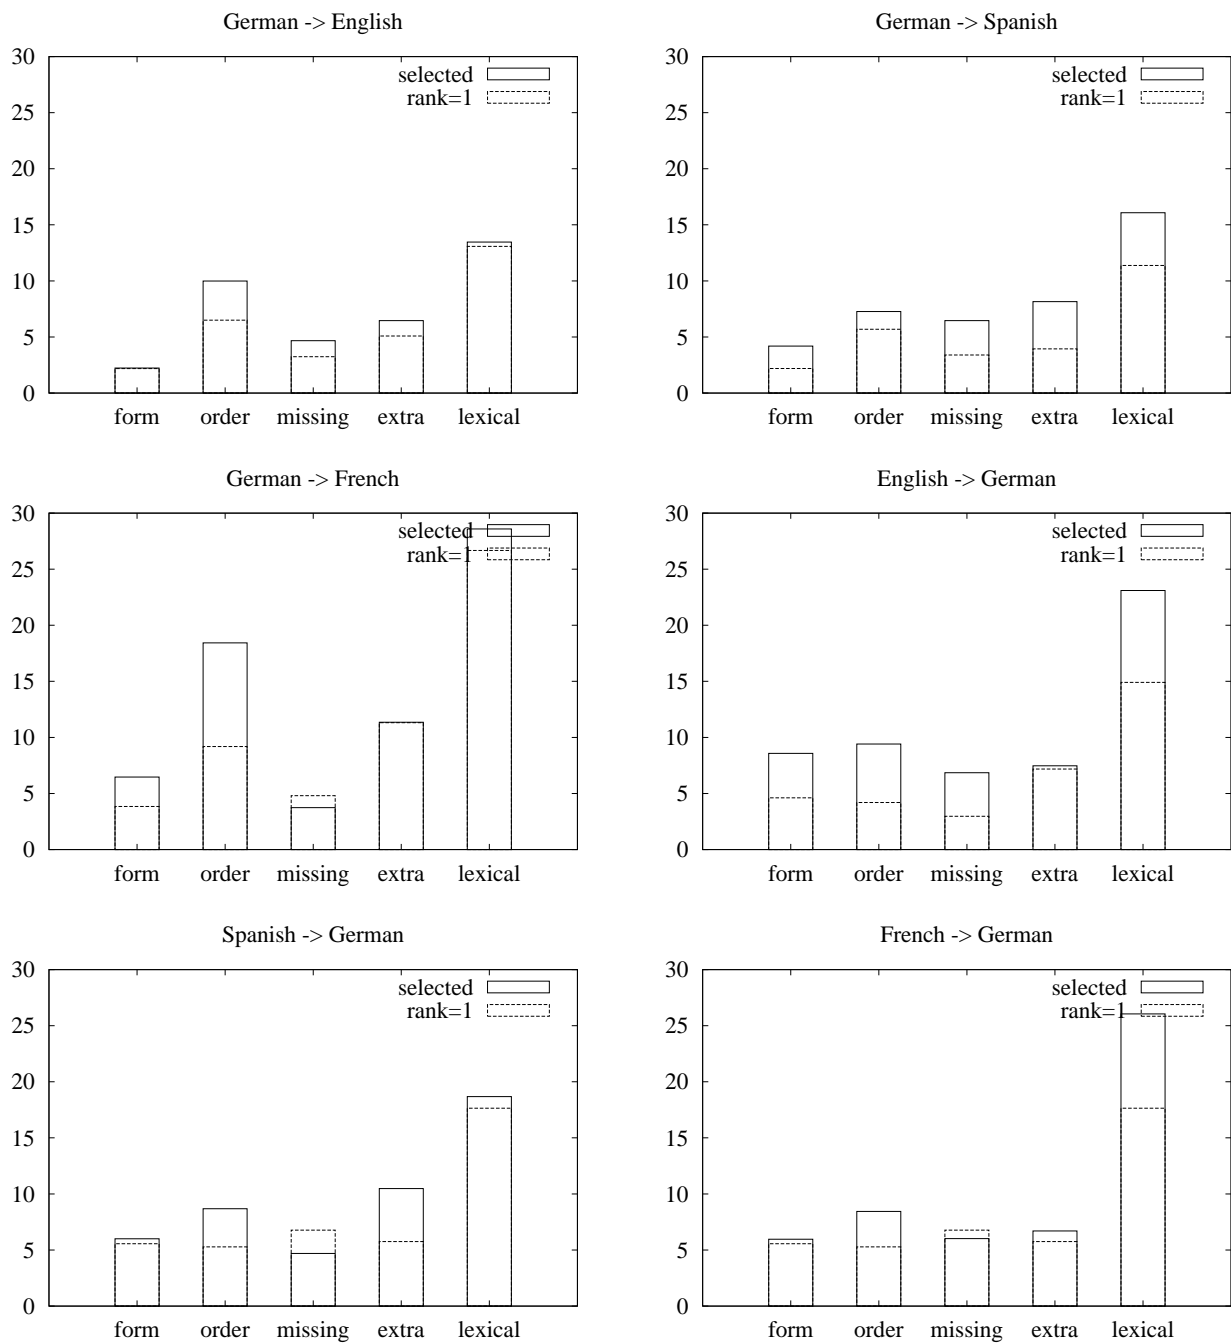 German -> English
30
25
20
15
10
5
0
selected
rank=1
form order missing extra lexical
German -> Spanish
30
25
20
15
10
5
0
selected
rank=1
form order missing extra lexical
German -> French
30
25
20
15
10
5
0
selected
rank=1
form order missing extra lexical
English -> German
30
25
20
15
10
5
0
selected
rank=1
form order missing extra lexical
Spanish -> German
30
25
20
15
10
5
0
selected
rank=1
form order missing extra lexical
French -> German
30
25
20
15
10
5
0
selected
rank=1
form order missing extra lexical